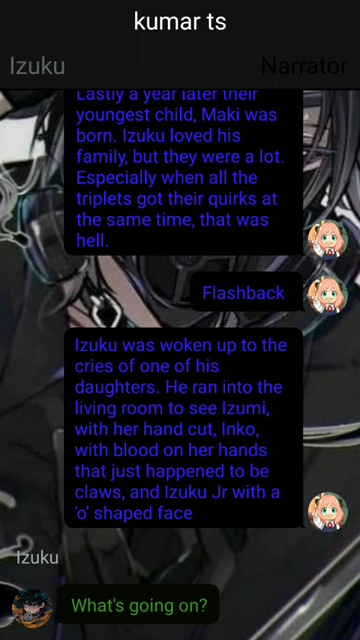 kumar ts
Izuku
Narrator
Lastly a year later their
youngest child, Maki was
born. Izuku loved his
family, but they were a lot.
Especially when all the
triplets got their quirks at
the same time, that was
hell.
Flashback
Izuku was woken up to the
cries of one of his
daughters. He ran into the
living room to see Izumi,
with her hand cut, Inko,
with blood on her hands
that just happened to be
claws, and Izuku Jr with a
'o' shaped face
Izuku
What's going on?